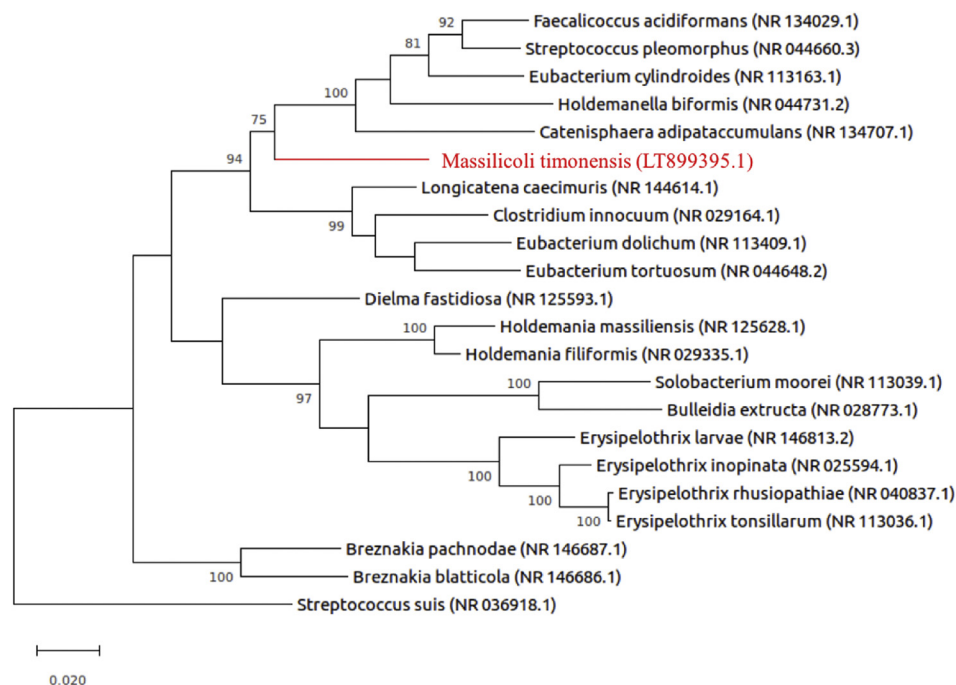 92
Faecalicoccus acidiformans (NR 134029.1)
81
Streptococcus pleomorphus (NR 044660.3)
Eubacterium cylindroides (NR 113163.1)
100
Holdemanella biformis (NR 044731.2)
75
Catenisphaera adipataccumulans (NR 134707.1)
94
Massilicoli timonensis (LT899395.1)
Longicatena caecimuris (NR 144614.1)
99
Clostridium innocuum (NR 029164.1)
Eubacterium dolichum (NR 113409.1)
Eubacterium tortuosum (NR 044648.2)
Dielma fastidiosa (NR 125593.1)
100
Holdemania massiliensis (NR 125628.1)
Holdemania filiformis (NR 029335.1)
97
100
Solobacterium moorei (NR 113039.1)
Bulleidia extructa (NR 028773.1)
Erysipelothrix larvae (NR 146813.2)
100
Erysipelothrix inopinata (NR 025594.1)
100
Erysipelothrix rhusiopathiae (NR 040837.1)
100
Erysipelothrix tonsillarum (NR 113036.1)
Breznakia pachnodae (NR 146687.1)
100
Breznakia blatticola (NR 146686.1)
Streptococcus suis (NR 036918.1)
0.020